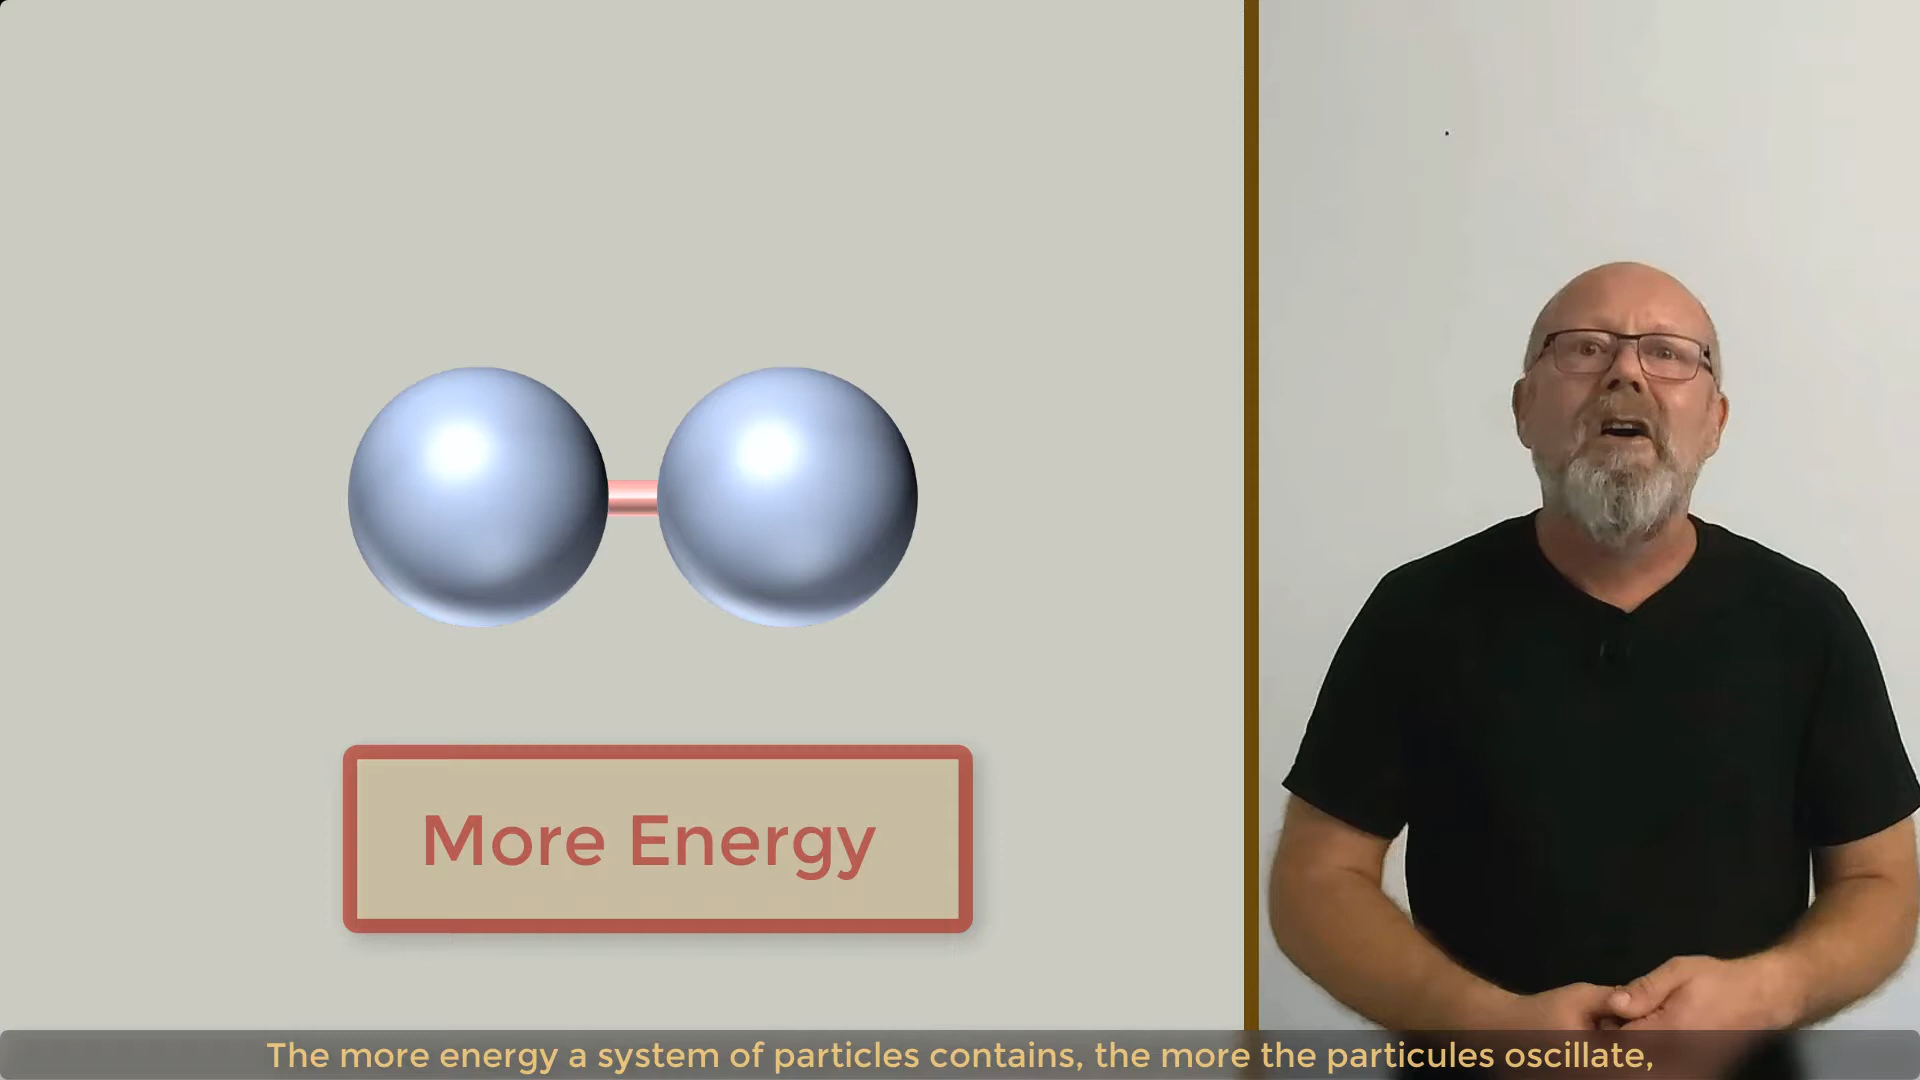 More Energy
The more energy a system of particles contains, the more the particules oscillate,